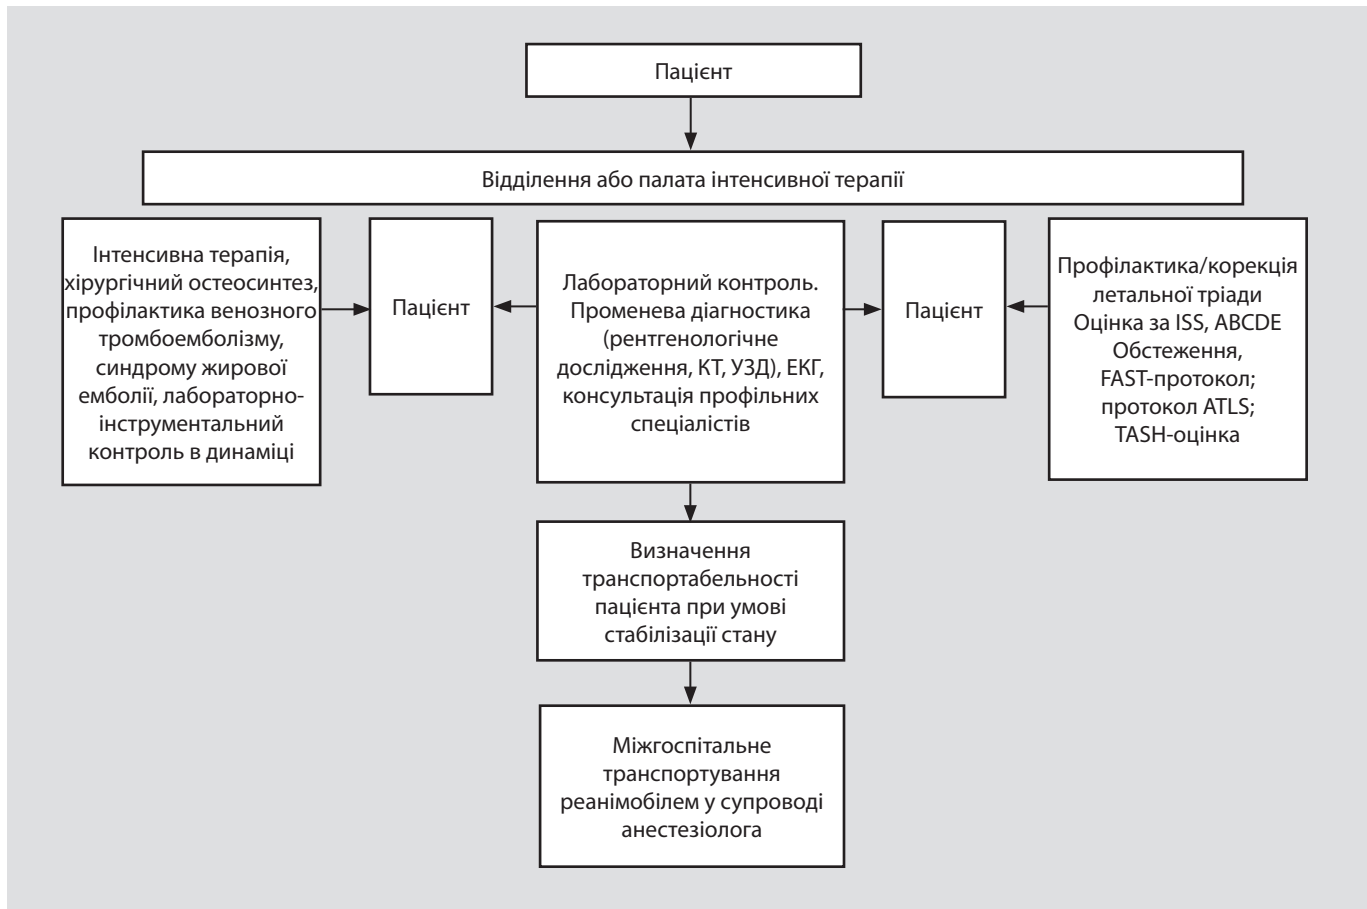 Пацієнт
Відділення або палата інтенсивної терапії
Інтенсивна терапія,
хірургічний остеосинтез,
профілактика венозного
тромбоемболізму,
синдрому жирової
емболії, лабораторно-
інструментальний
контроль в динаміці
Пацієнт
Лабораторний контроль.
Променева діагностика
(рентгенологічне
дослідження, КТ, УЗД), ЕКГ,
консультація профільних
спеціалістів
Пацієнт
Профілактика/корекція
летальної тріади
Оцінка за ISS, ABCDE
Обстеження,
FAST-протокол;
протокол ATLS;
TASH-оцінка
Визначення
транспортабельності
пацієнта при умові
стабілізації стану
Міжгоспітальне
транспортування
реанімобілем у супроводі
анестезіолога